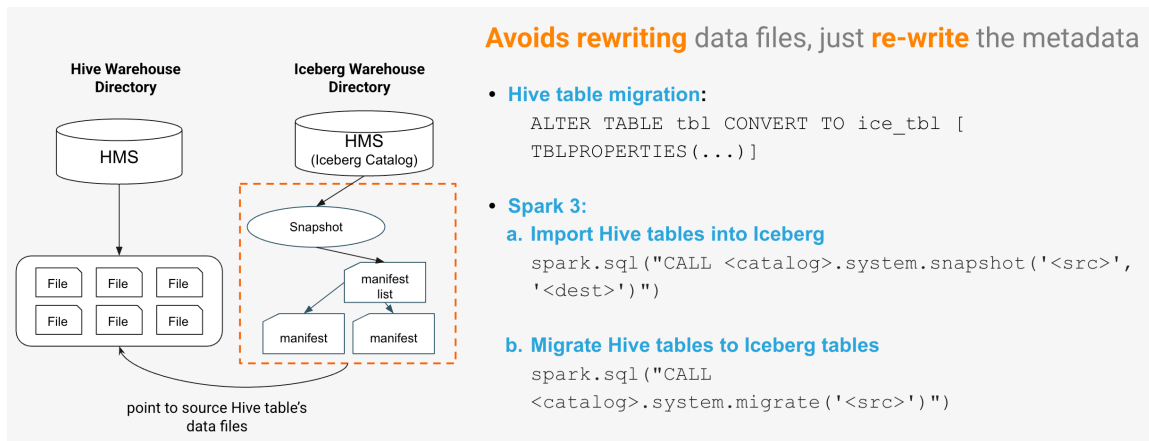 Avoids rewriting data files, just re-write the metadata
Hive Warehouse
Directory
HMS
File File File
File File File
Iceberg Warehouse
Directory
HMS
(Iceberg Catalog)
Snapshot
manifest
list
manifest manifest
point to source Hive table's
data files
• Hive table migration:
ALTER TABLE tbl CONVERT TO ice_tbl [
TBLPROPERTIES(...)]
• Spark 3:
a. Import Hive tables into Iceberg
spark.sql("CALL <catalog>.system.snapshot('<src>',
'<dest>')")
b. Migrate Hive tables to Iceberg tables
spark.sql("CALL
<catalog>.system.migrate('<src>')")